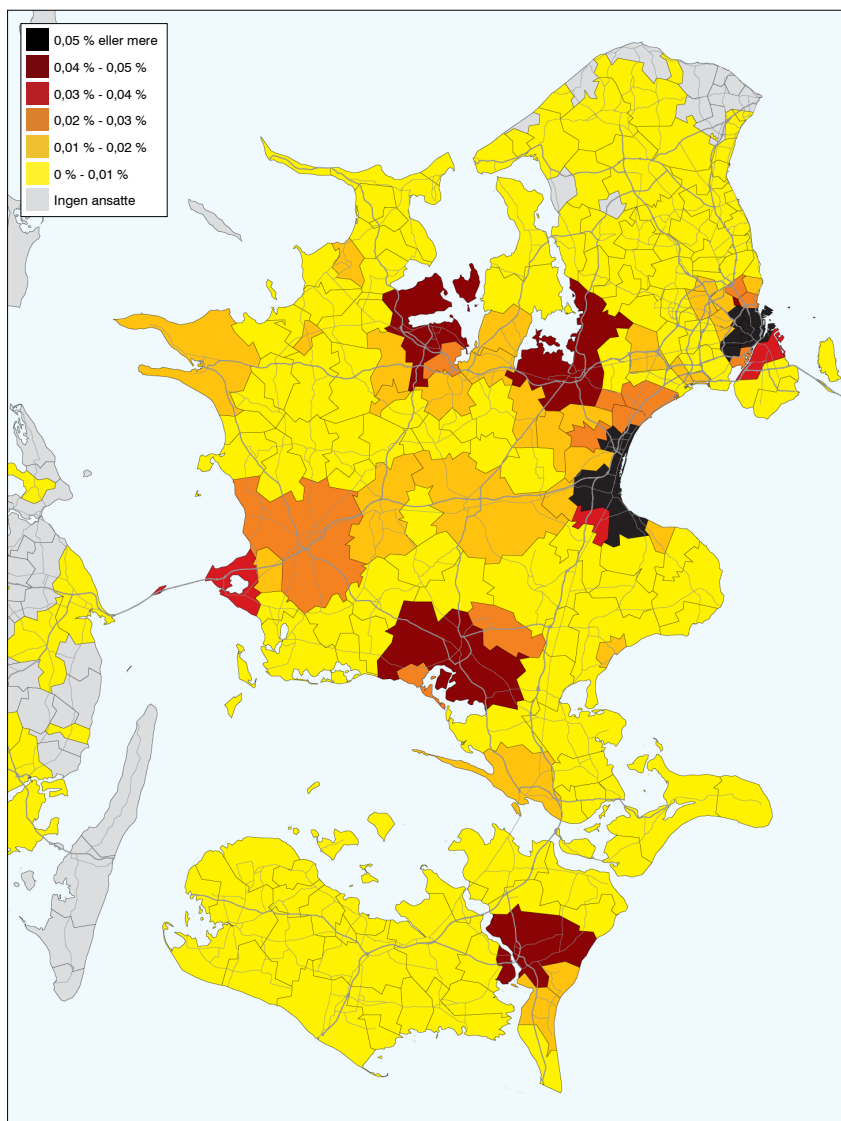 0,05 % eller mere
0,04 % - 0,05 %
0,03 % - 0,04 %
0,02 % - 0,03 %
0,01 % - 0,02 %
0 % - 0,01 %
Ingen ansatte